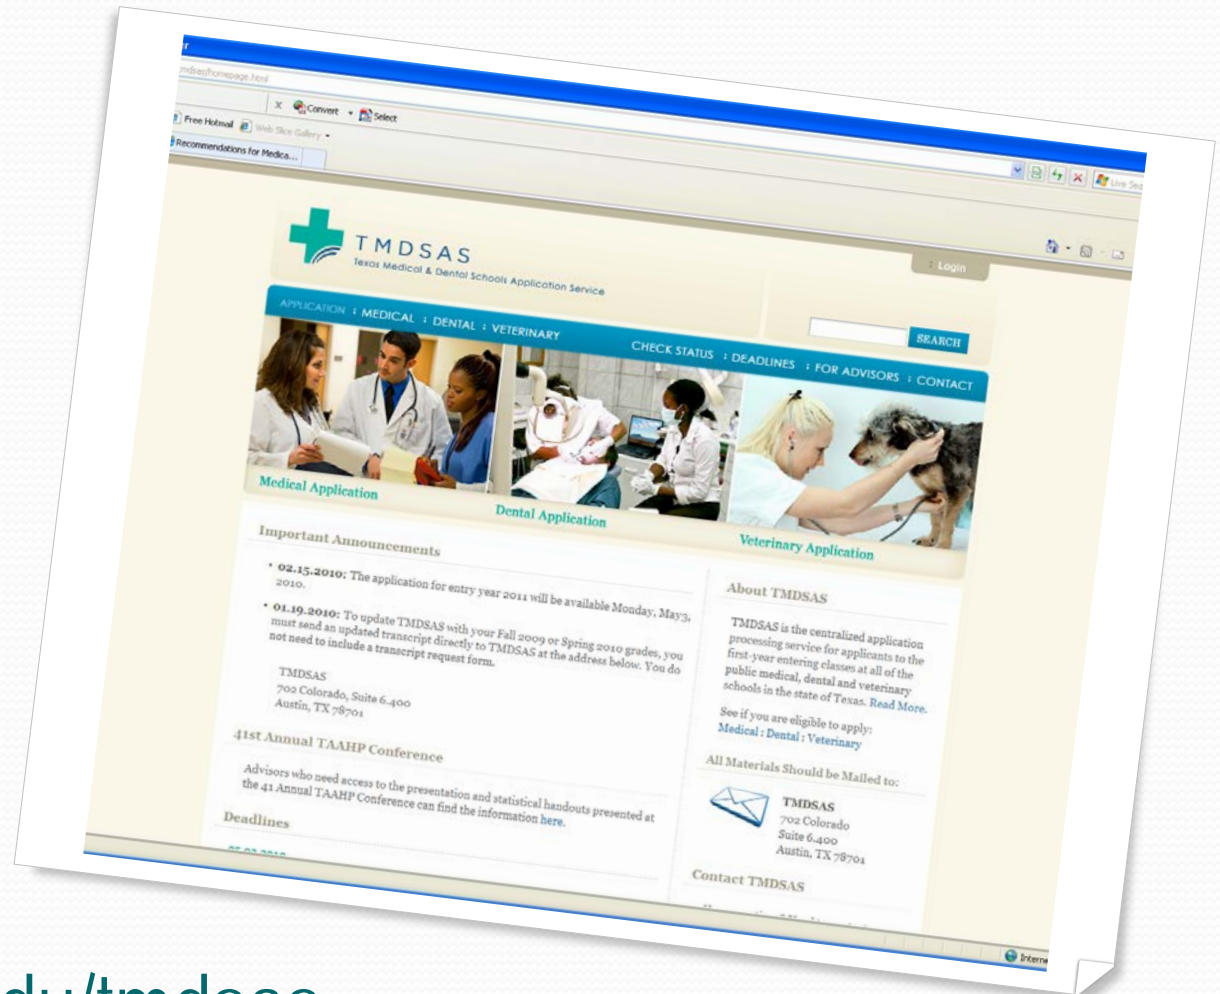 mdsas/homepage.html
x Convert Select
Free Hotmail Web Slice Gallery
Recommendations for Medica...
Live Sea
TMDSAS
Texas Medical & Dental Schools Application Service
: Login
SEARCH
APPLICATION : MEDICAL : DENTAL : VETERINARY
CHECK STATUS : DEADLINES : FOR ADVISORS : CONTACT
Medical Application
Dental Application
Veterinary Application
Important Announcements
• 02.15.2010: The application for entry year 2011 will be available Monday, May3,
2010.
• 01.19.2010: To update TMDSAS with your Fall 2009 or Spring 2010 grades, you
must send an updated transcript directly to TMDSAS at the address below. You do
not need to include a transcript request form.
TMDSAS
702 Colorado, Suite 6.400
Austin, TX 78701
41st Annual TAAHP Conference
Advisors who need access to the presentation and statistical handouts presented at
the 41 Annual TAAHP Conference can find the information here.
Deadlines
About TMDSAS
TMDSAS is the centralized application
processing service for applicants to the
first-year entering classes at all of the
public medical, dental and veterinary
schools in the state of Texas. Read More.
See if you are eligible to apply:
Medical : Dental : Veterinary
All Materials Should be Mailed to:
TMDSAS
702 Colorado
Suite 6.400
Austin, TX 78701
Contact TMDSAS
Interne
du/tmdsas